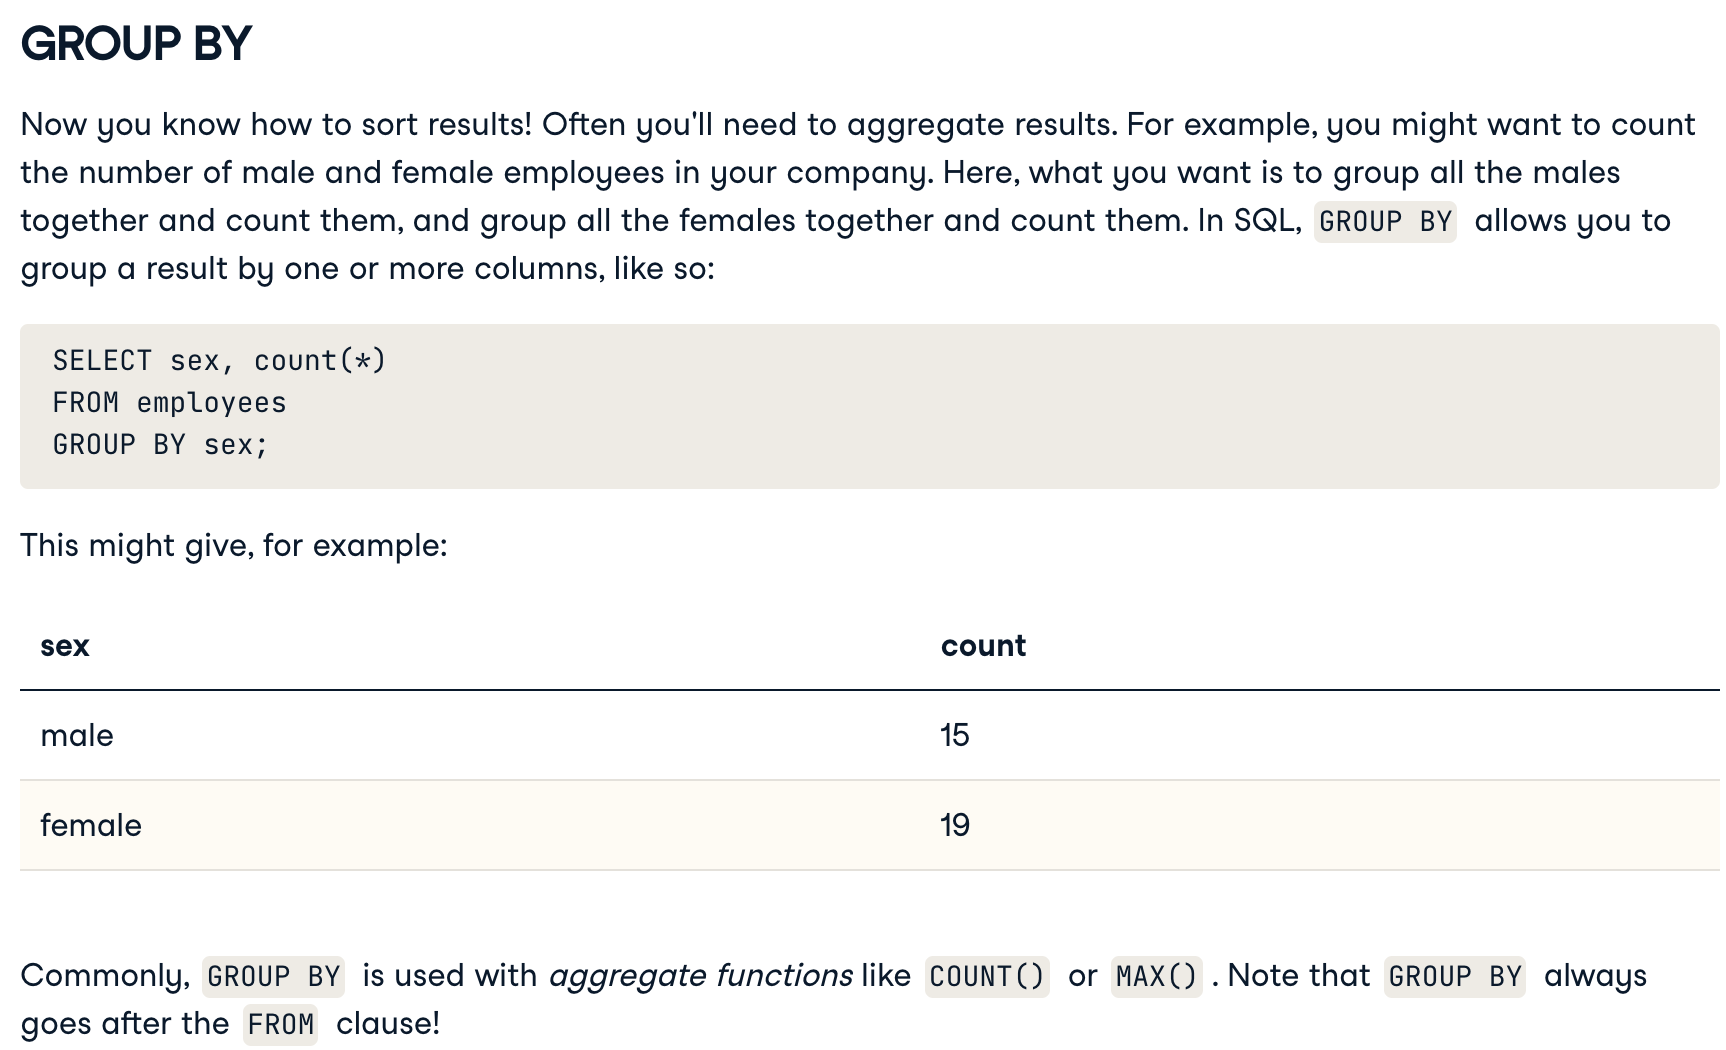 GROUP BY
Now you know how to sort results! Often you'll need to aggregate results. For example, you might want to count
the number of male and female employees in your company. Here, what you want is to group all the males
together and count them, and group all the females together and count them. In SQL, GROUP BY allows you to
group a result by one or more columns, like so:
SELECT sex, count(*)
FROM employees
GROUP BY sex;
This might give, for example:
sex count
male 15
female 19
Commonly, GROUP BY is used with aggregate functions like COUNT() or MAX() . Note that GROUP BY always
goes after the FROM clause!